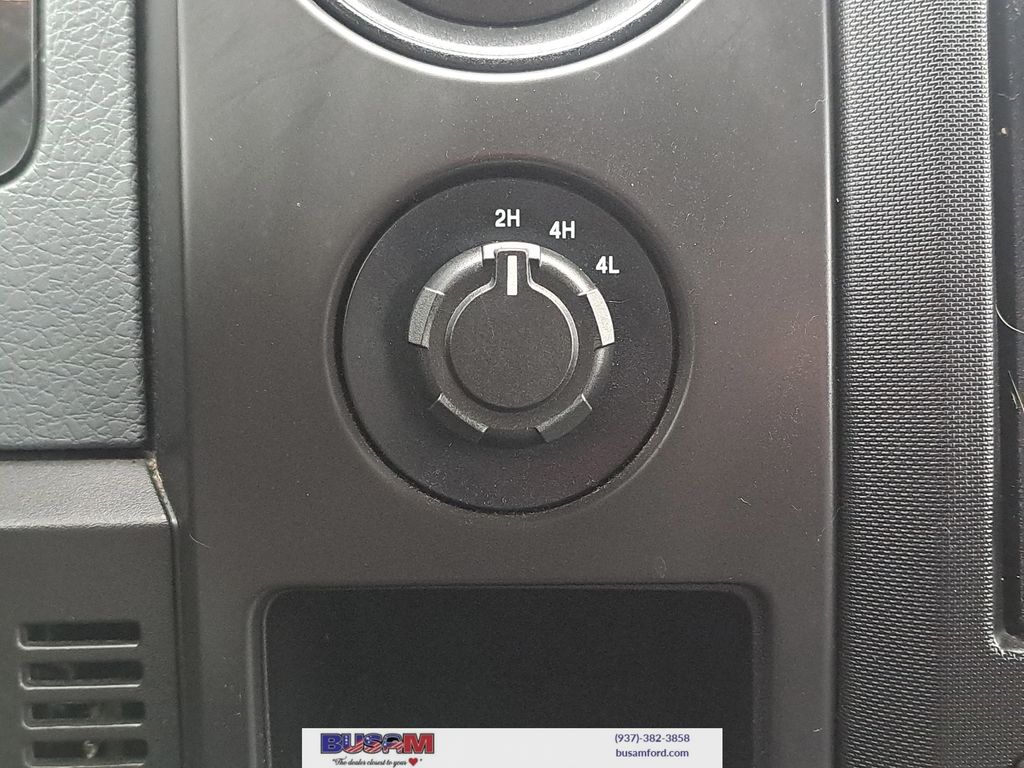 2H
4H
4L
BUSAM
"The dealer closest to your ❤"
(937)-382-3858
busamford.com